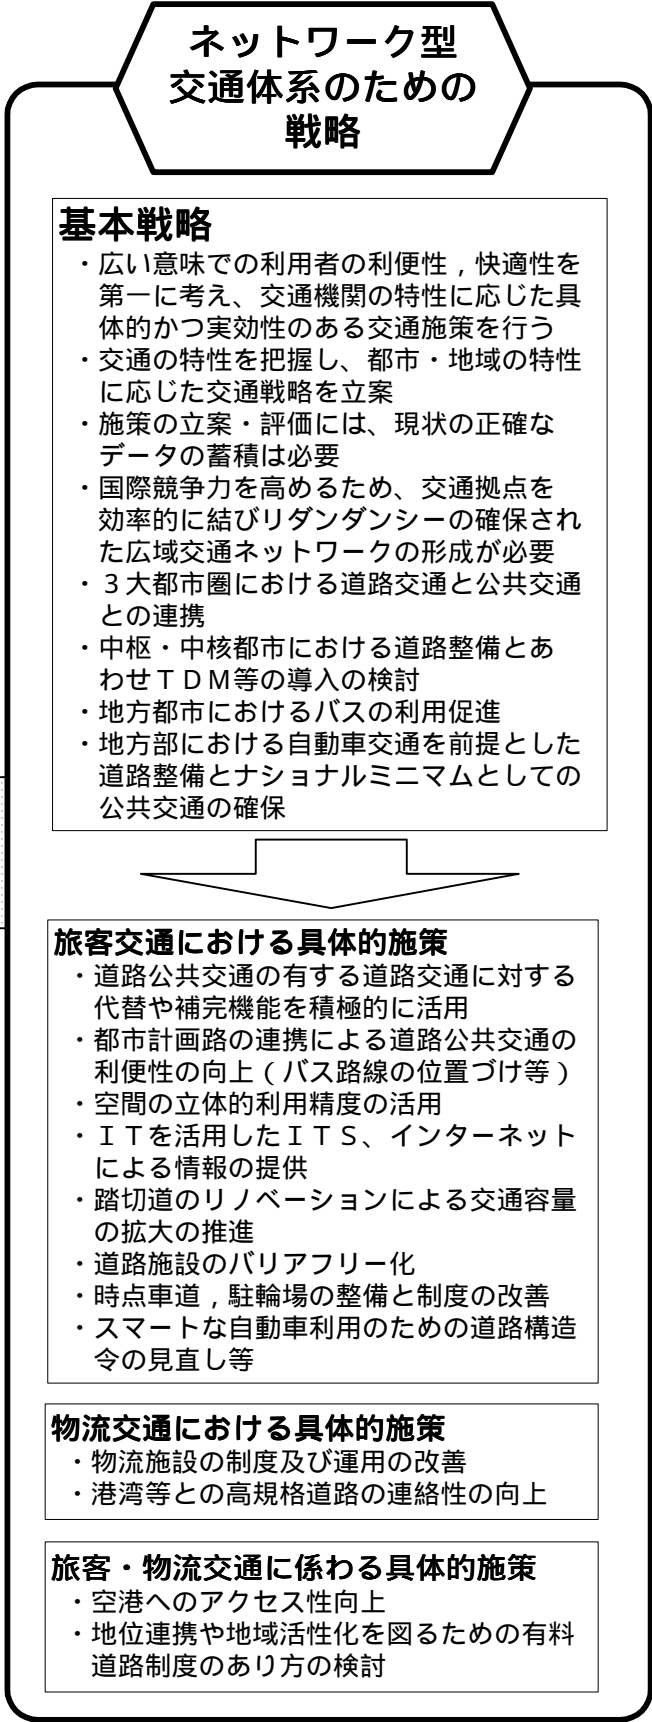 ネットワーク型
交通体系のための
戦略
基本戦略
・広い意味での利用者の利便性，快適性を
第一に考え、交通機関の特性に応じた具
体的かつ実効性のある交通施策を行う
・交通の特性を把握し、都市・地域の特性
に応じた交通戦略を立案
・施策の立案・評価には、現状の正確な
データの蓄積は必要
・国際競争力を高めるため、交通拠点を
効率的に結びリダンダンシーの確保され
た広域交通ネットワークの形成が必要
・３大都市圏における道路交通と公共交通
との連携
・中枢・中核都市における道路整備とあ
わせＴＤＭ等の導入の検討
・地方都市におけるバスの利用促進
・地方部における自動車交通を前提とした
道路整備とナショナルミニマムとしての
公共交通の確保
旅客交通における具体的施策
・道路公共交通の有する道路交通に対する
代替や補完機能を積極的に活用
・都市計画路の連携による道路公共交通の
利便性の向上（バス路線の位置づけ等）
・空間の立体的利用精度の活用
・ＩＴを活用したＩＴＳ、インターネット
による情報の提供
・踏切道のリノベーションによる交通容量
の拡大の推進
・道路施設のバリアフリー化
・時点車道，駐輪場の整備と制度の改善
・スマートな自動車利用のための道路構造
令の見直し等
物流交通における具体的施策
・物流施設の制度及び運用の改善
・港湾等との高規格道路の連絡性の向上
旅客・物流交通に係わる具体的施策
・空港へのアクセス性向上
・地位連携や地域活性化を図るための有料
道路制度のあり方の検討